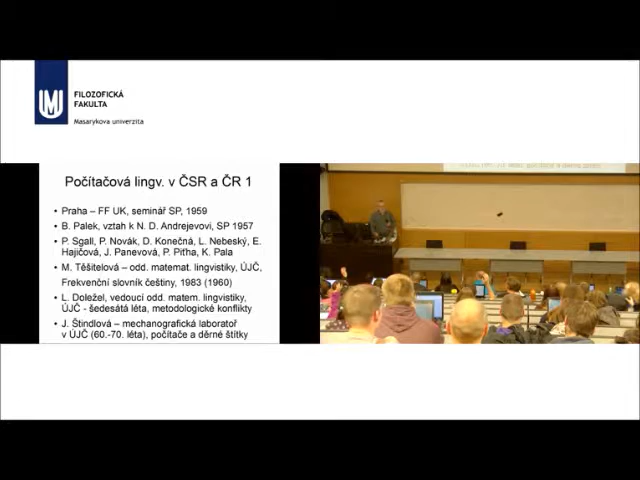 FILOZOFICKÁ
FAKULTA
Masarykova univerzita
Počítačová lingv. v ČSR a ČR 1
• Praha – FF UK, seminář SP, 1959
• B. Palek, vztah k N. D. Andrejevovi, SP 1957
• P. Sgall, P. Novák, D. Konečná, L. Nebeský, E.
Hajičová, J. Panevová, P. Piťha, K. Pala
• M. Těšitelová – odd. matemat. lingvistiky, ÚJČ,
Frekvenční slovník češtiny, 1983 (1960)
• L. Doležel, vedoucí odd. matem. lingvistiky,
ÚJČ - šedesátá léta, metodologické konflikty
• J. Štindlová – mechanografická laboratoř
v ÚJČ (60.-70. léta), počítače a děrné štítky